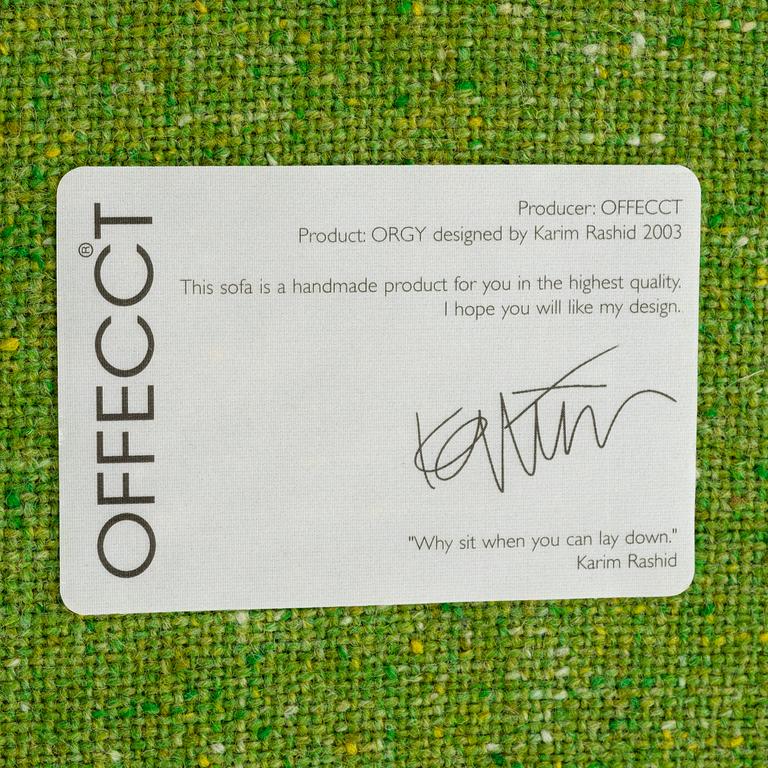 OFFECCT®
Producer: OFFECCT
Product: ORGY designed by Karim Rashid 2003
This sofa is a handmade product for you in the highest quality.
I hope you will like my design.
Karim
"Why sit when you can lay down."
Karim Rashid